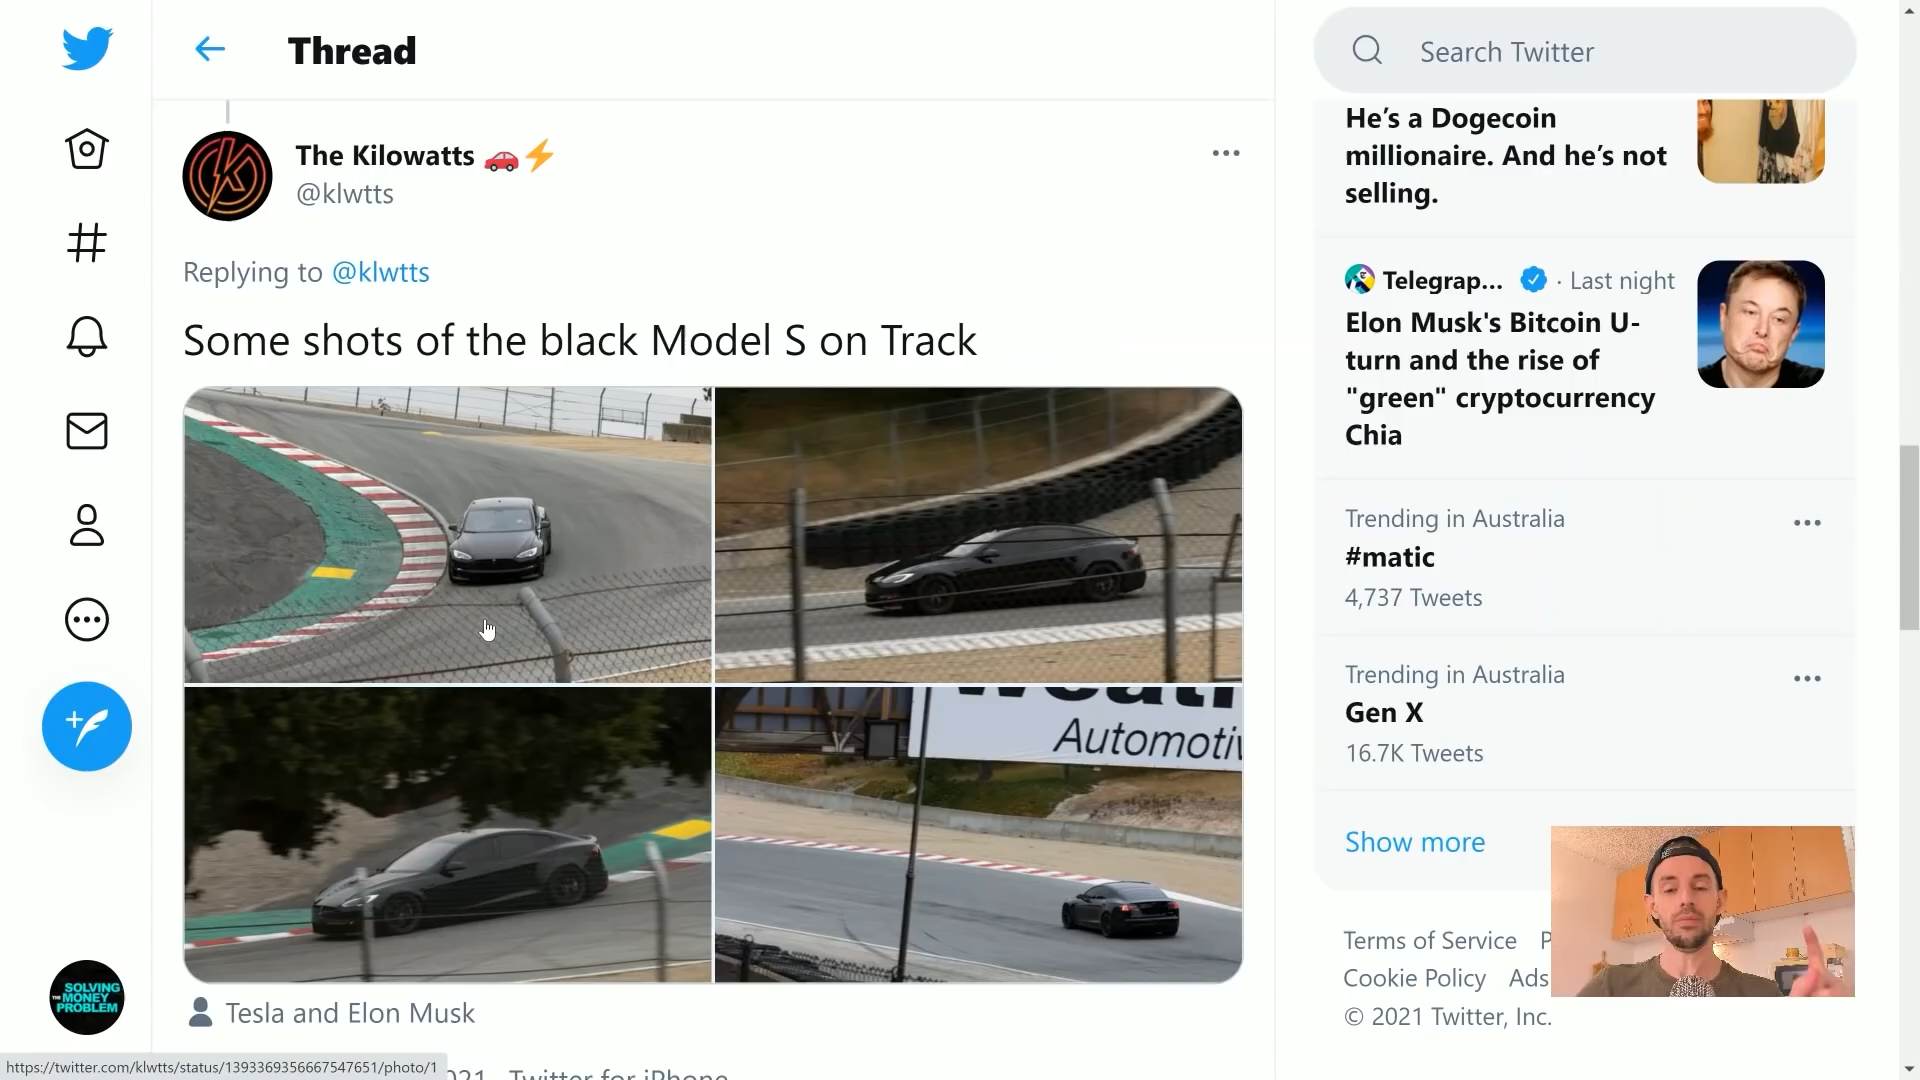 Thread
The Kilowatts
@klwtts
Replying to @klwtts
Some shots of the black Model S on Track
Automotiv
Tesla and Elon Musk
021 Twitter for iPhone
https://twitter.com/klwtts/status/1393369356667547651/photo/1
SOLVING
THE MONEY
PROBLEM
Search Twitter
He's a Dogecoin
millionaire. And he's not
selling.
Telegrap... · Last night
Elon Musk's Bitcoin U-
turn and the rise of
"green" cryptocurrency
Chia
Trending in Australia
#matic
4,737 Tweets
Trending in Australia
Gen X
16.7K Tweets
Show more
Terms of Service P
Cookie Policy Ads
© 2021 Twitter, Inc.